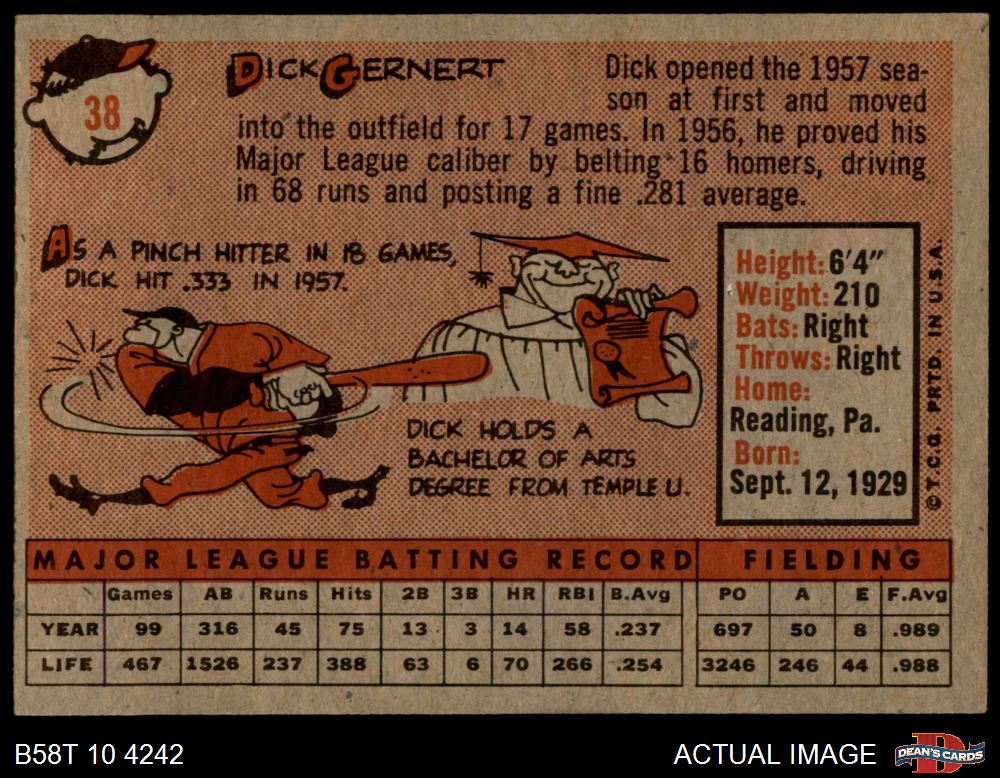 38
DICK GERNERT
Dick opened the 1957 sea-
son at first and moved
into the outfield for 17 games. In 1956, he proved his
Major League caliber by belting 16 homers, driving
in 68 runs and posting a fine .281 average.
AS A PINCH HITTER IN 18 GAMES,
DICK HIT .333 IN 1957.
DICK HOLDS A
BACHELOR OF ARTS
DEGREE FROM TEMPLE U.
Height: 6'4"
Weight: 210
Bats: Right
Throws: Right
Home:
Reading, Pa.
Born:
Sept. 12, 1929
© T.C.G. PRTD. IN U.S.A.
MAJOR LEAGUE BATTING RECORD FIELDING
Games AB Runs Hits 2B 3B HR RBI B.Avg PO A E F.Avg
YEAR 99 316 45 75 13 3 14 58 .237 697 50 8 .989
LIFE 467 1526 237 388 63 6 70 266 .254 3246 246 44 .988
B58T 10 4242
ACTUAL IMAGE
D
DEAN'S CARDS